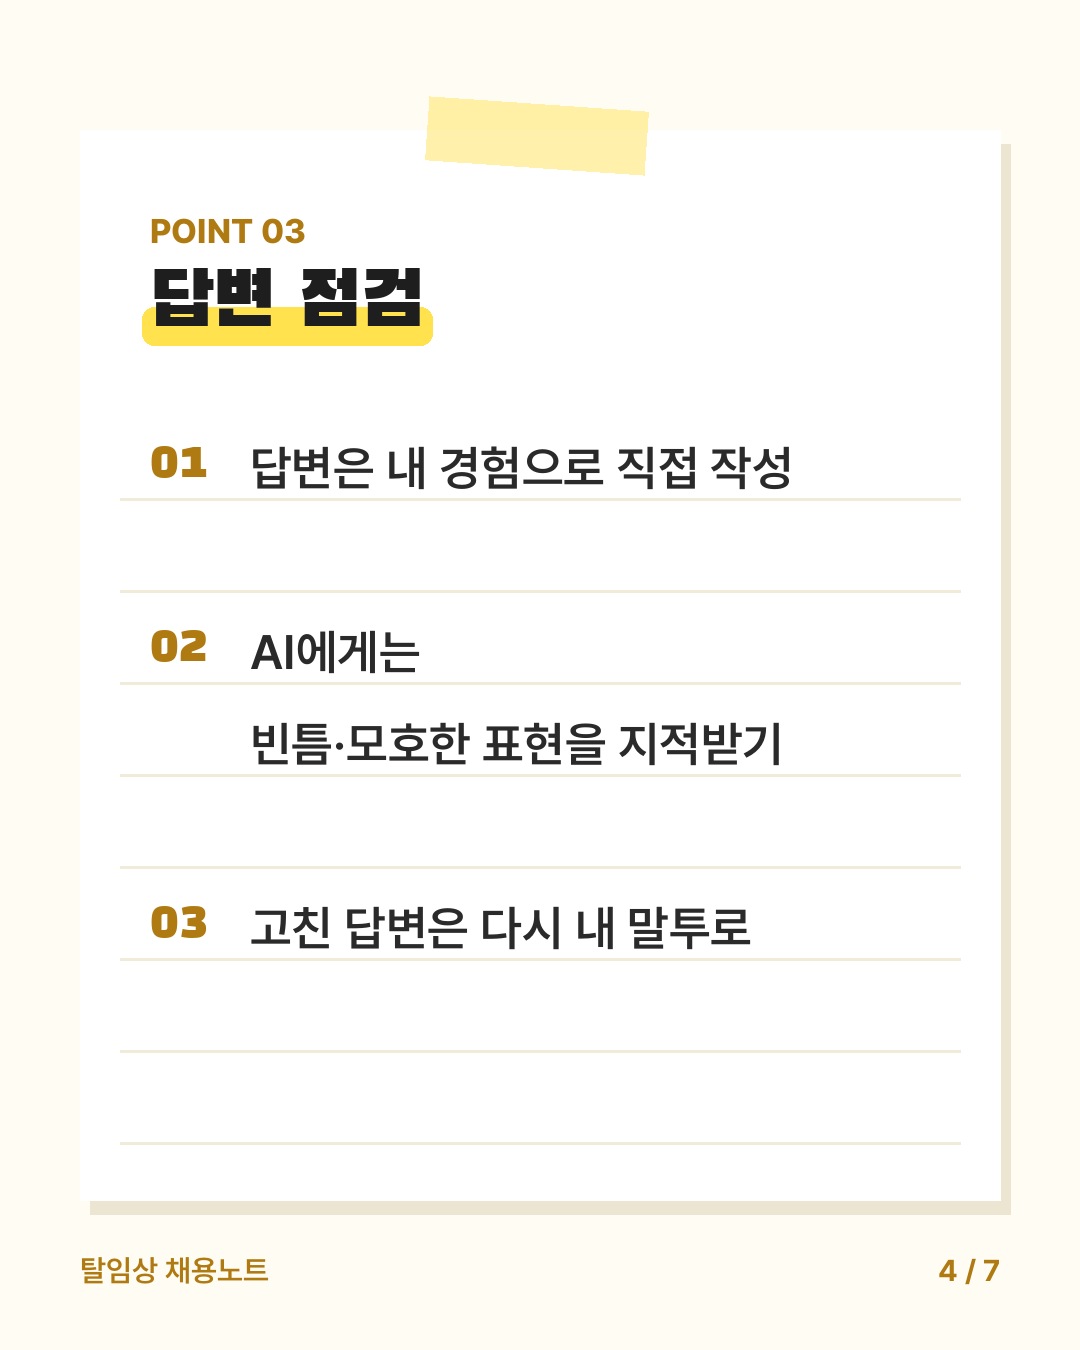 POINT 03
답변 점검
01 답변은 내 경험으로 직접 작성
02 AI에게는
빈틈·모호한 표현을 지적받기
03 고친 답변은 다시 내 말투로
탈임상 채용노트
4 / 7